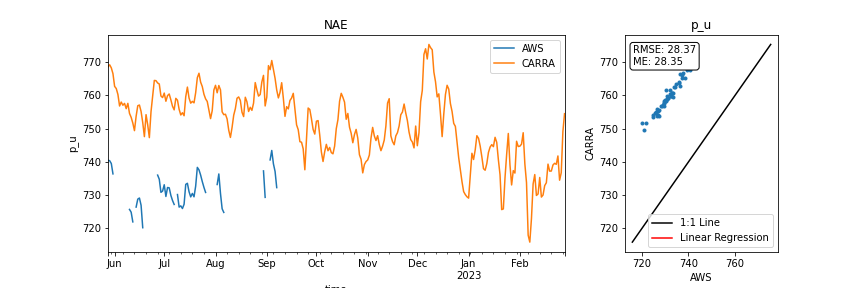 NAE
p_u
770
760
750
740
730
720
p_u
AWS
CARRA
Jun
Jul
Aug
Sep
Oct
Nov
Dec
Jan
2023
Feb
time
p_u
RMSE: 28.37
ME: 28.35
770
760
750
740
730
720
CARRA
1:1 Line
Linear Regression
720
740
760
AWS